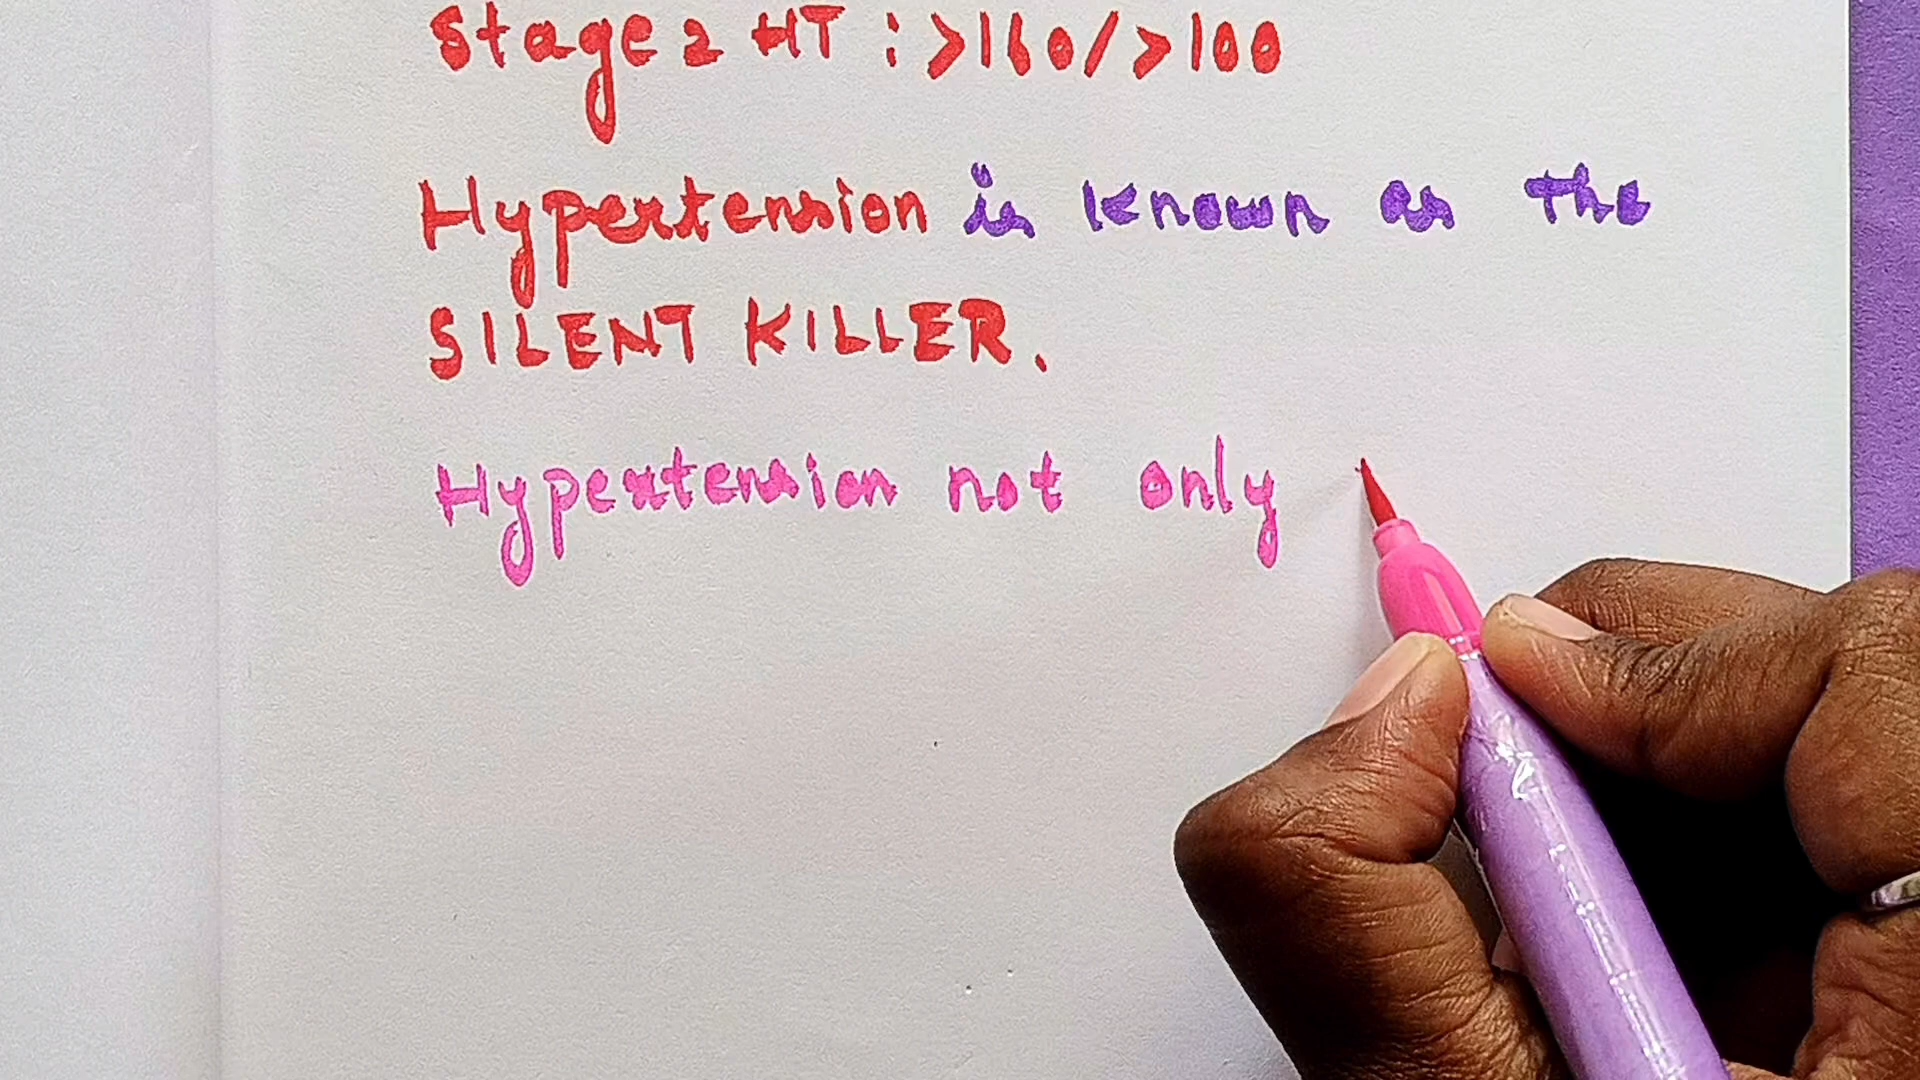 Stage 2 HT : >160/>100
Hypertension is known as the
SILENT KILLER.
Hypertension not only